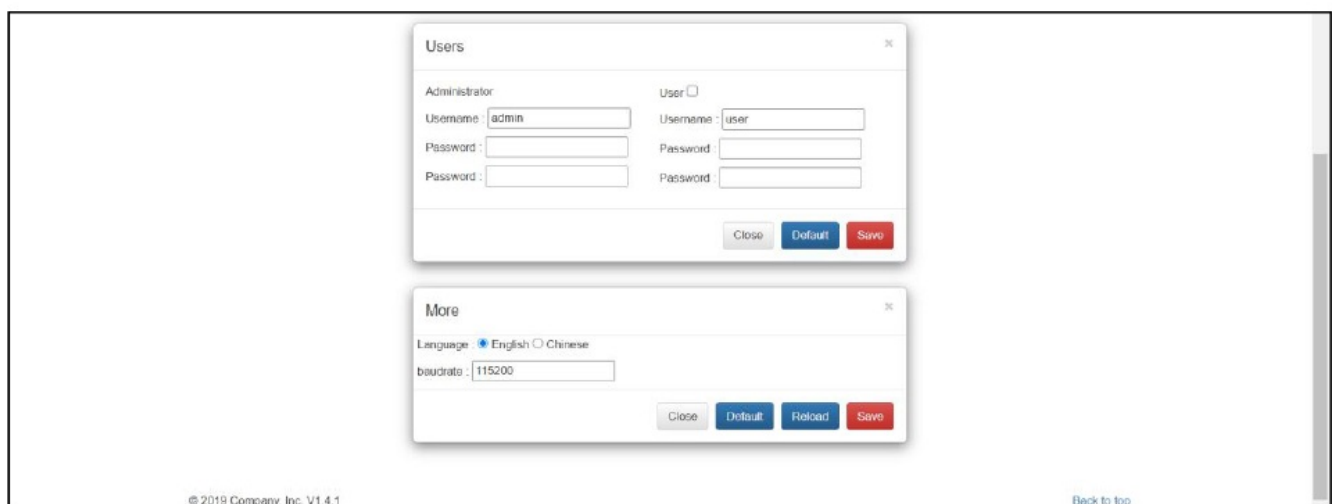 Users ×
Administrator User
Username : admin Username : user
Password : Password :
Password : Password :
Close Default Save
More ×
Language : English Chinese
baudrate : 115200
Close Default Reload Save
© 2019 Company, Inc. V1.4.1 Back to top